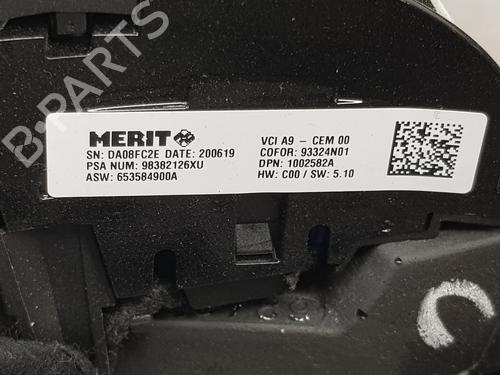 B-PARTS
MERIT
SN: DA08FC2E DATE: 200619
PSA NUM: 98382126XU
ASW: 653584900A
VCI A9 - CEM 00
COFOR: 93324N01
DPN: 1002582A
HW: C00 / SW: 5.10